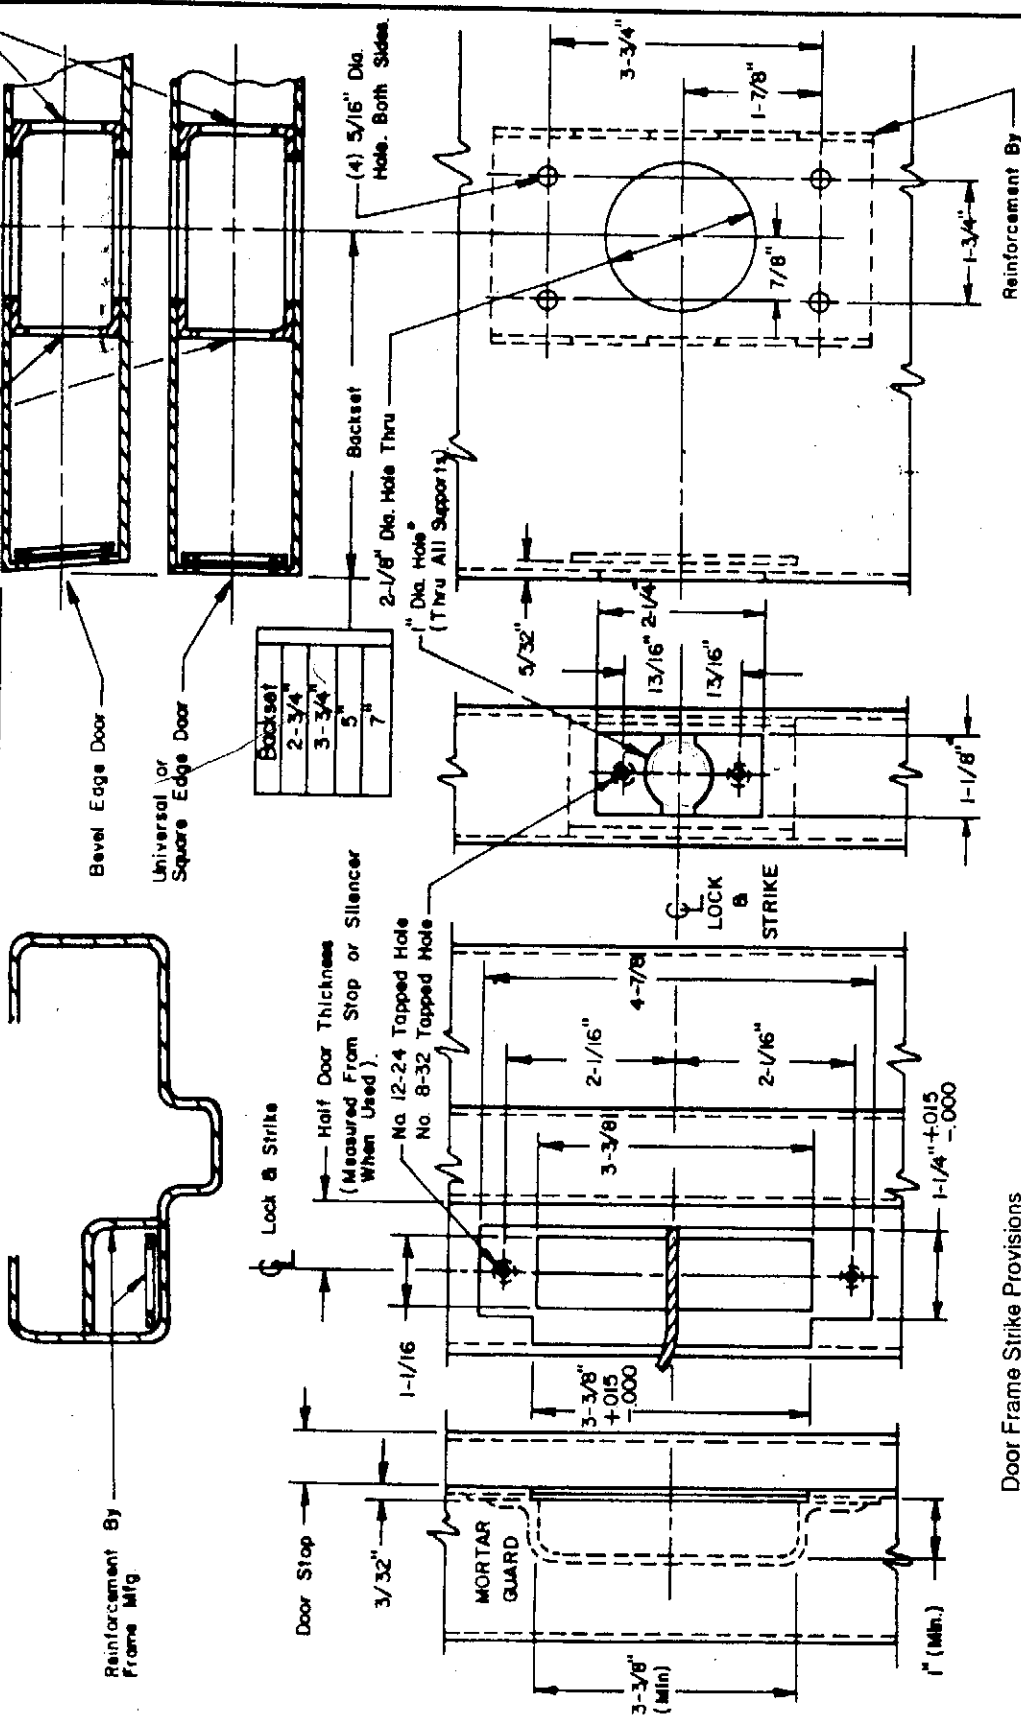 Reinforcement By
Frame Mfg.
Door Stop
3/32"
MORTAR
GUARD
3-3/8"
(Min)
1" (Min.)
Door Frame Strike Provisions
℄ Lock & Strike
Half Door Thickness
(Measured From Stop or Silencer
When Used).
No. 12-24 Tapped Hole
No. 8-32 Tapped Hole
1-1/16
3-3/8"
+.015
-.000
3-3/8
2-1/16"
2-1/16"
4-7/8
1-1/4" +.015
-.000
℄
LOCK
&
STRIKE
Bevel Edge Door
Universal or
Square Edge Door
Backset
2-3/4"
3-3/4"
5"
7"
Backset
2-1/8" Dia. Hole Thru
1" Dia. Hole
(Thru All Supports)
5/32"
2-1/4"
13/16"
13/16"
1-1/8"
(4) 5/16" Dia.
Hole. Both Sides.
3-3/4"
1-7/8"
7/8"
1-3/4"
Reinforcement By